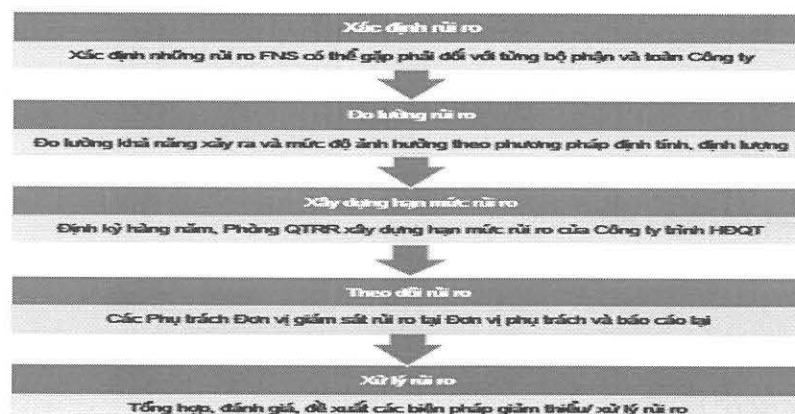 Xác định rủi ro
Xác định những rủi ro FNS có thể gặp phải đối với từng bộ phận và toàn Công ty
Đo lường rủi ro
Đo lường khả năng xảy ra và mức độ ảnh hưởng theo phương pháp định tính, định lượng
Xây dựng hạn mức rủi ro
Định kỳ hàng năm, Phòng QTRR xây dựng hạn mức rủi ro của Công ty trình HĐQT
Theo dõi rủi ro
Các Phụ trách Đơn vị giám sát rủi ro tại Đơn vị phụ trách và báo cáo tại
Xử lý rủi ro
Tổng hợp, đánh giá, đề xuất các biện pháp giảm thiểu/ xử lý rủi ro